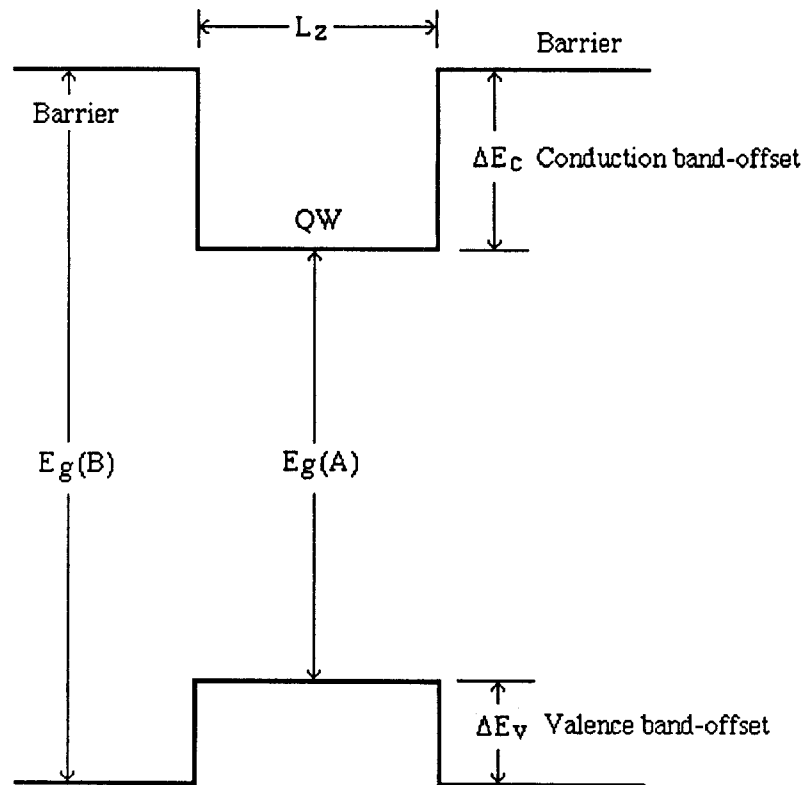 Lz
Barrier
Barrier
ΔEc Conduction band-offset
QW
Eg(B)
Eg(A)
ΔEv Valence band-offset